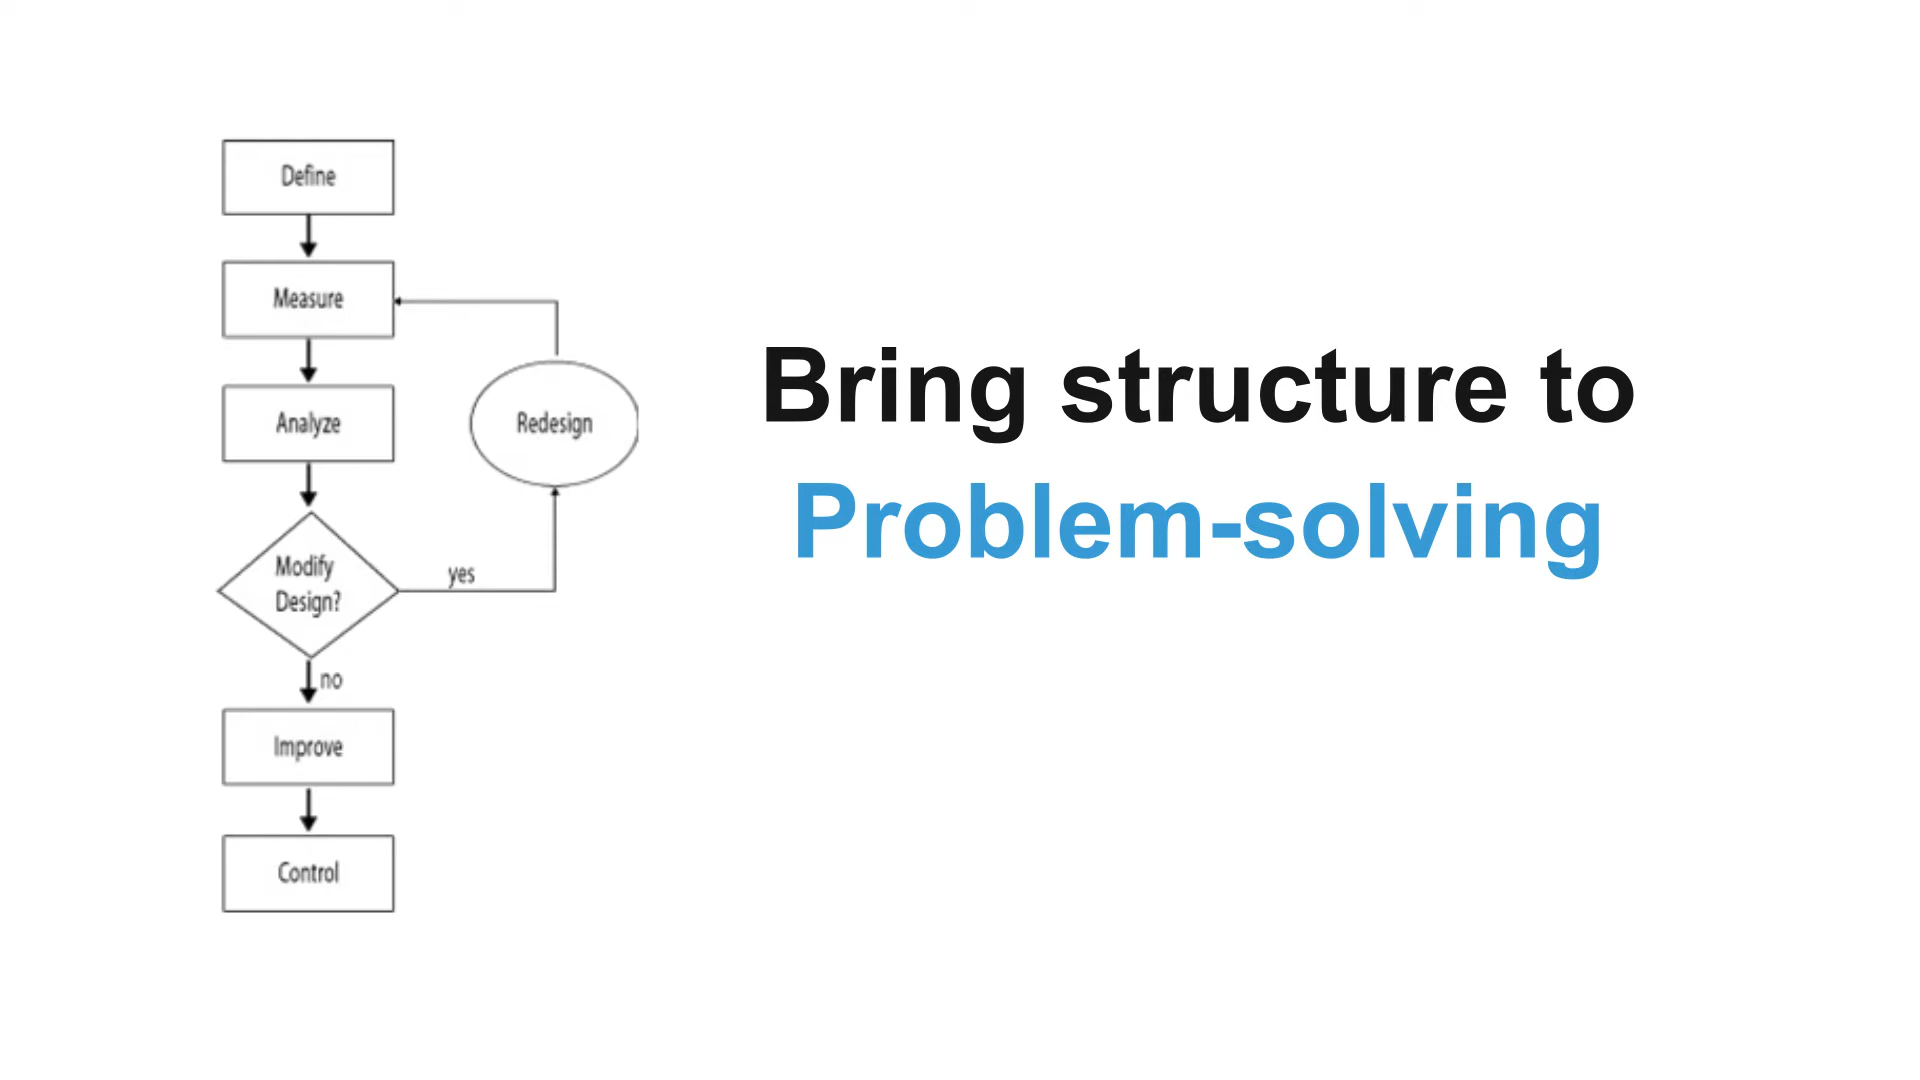 Define
Measure
Analyze
Redesign
Modify
Design?
yes
no
Improve
Control
Bring structure to
Problem-solving